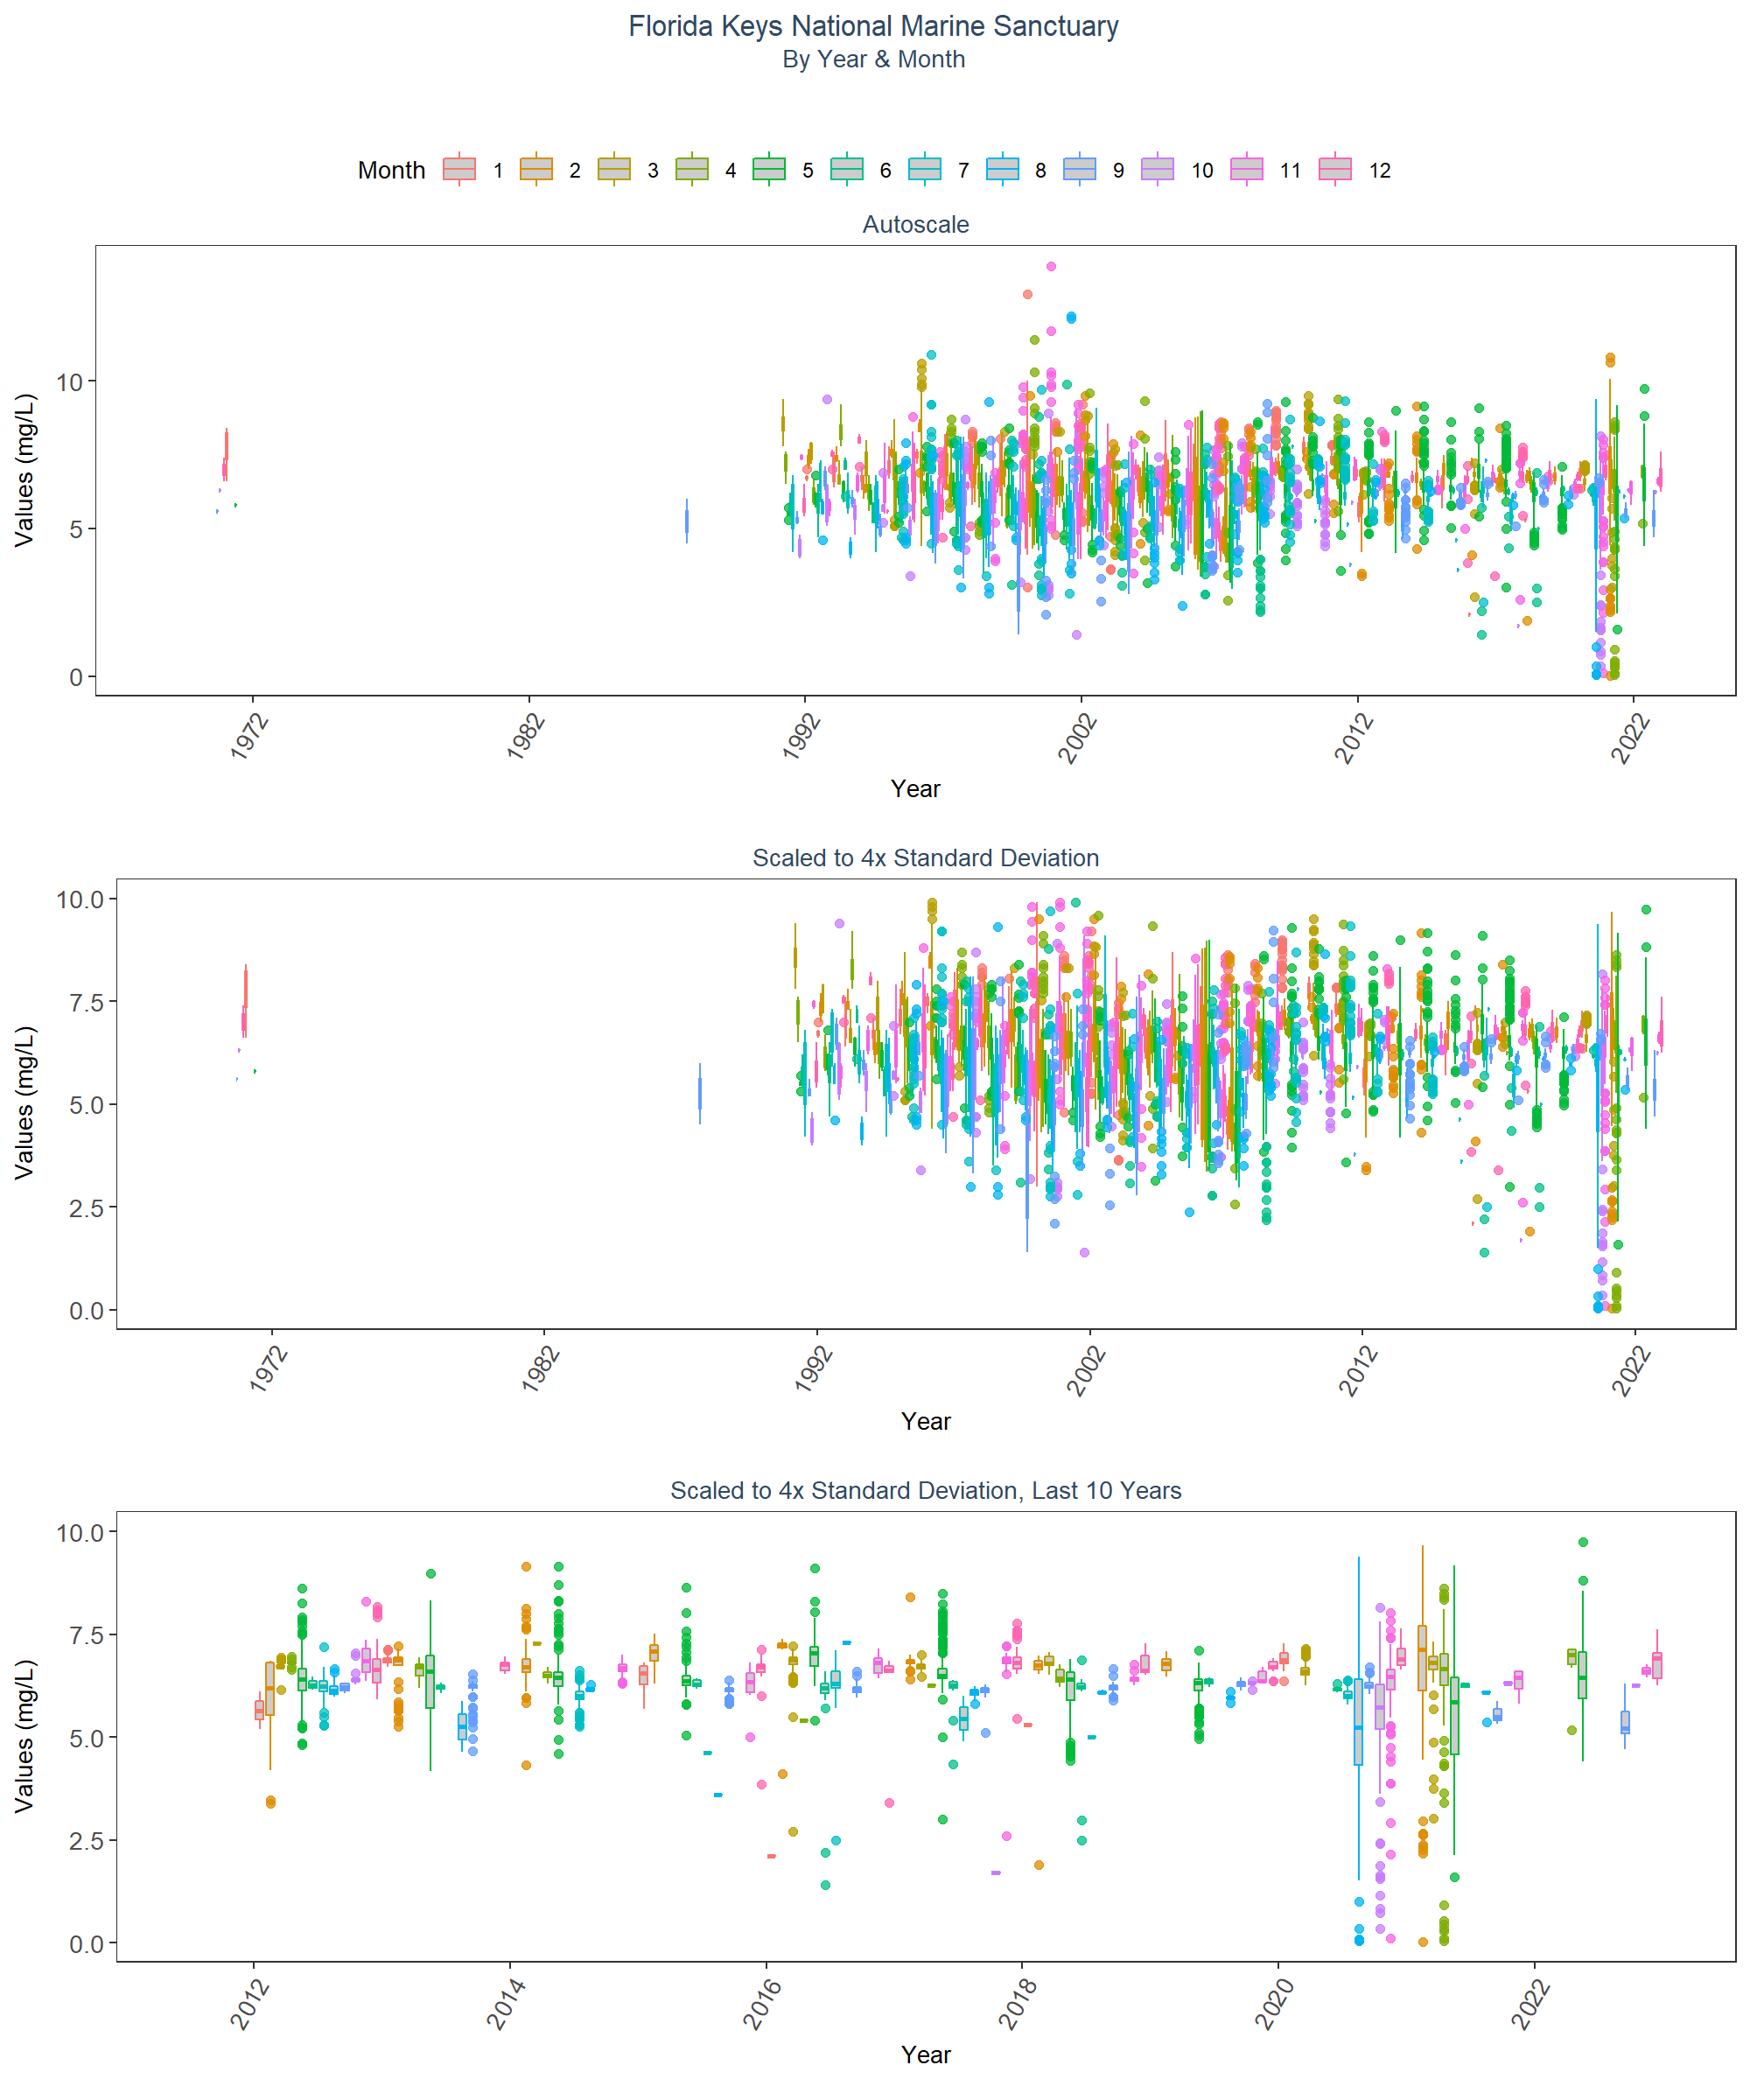 Florida Keys National Marine Sanctuary
By Year & Month
Month 1 2 3 4 5 6 7 8 9 10 11 12
Autoscale
Values (mg/L)
10
5
0
1972 1982 1992 2002 2012 2022
Year
Scaled to 4x Standard Deviation
Values (mg/L)
10.0
7.5
5.0
2.5
0.0
1972 1982 1992 2002 2012 2022
Year
Scaled to 4x Standard Deviation, Last 10 Years
Values (mg/L)
10.0
7.5
5.0
2.5
0.0
2012 2014 2016 2018 2020 2022
Year